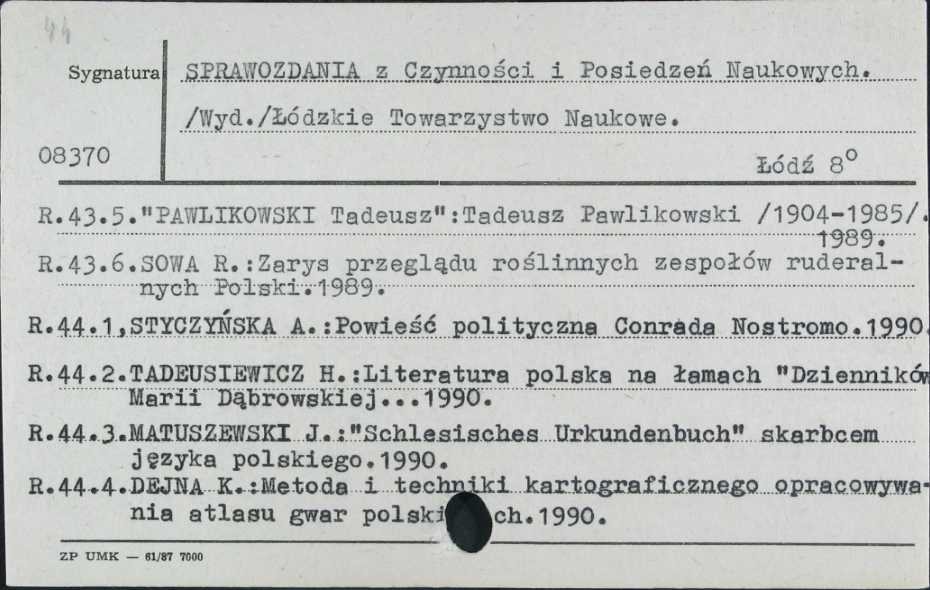 44
Sygnatura
SPRAWOZDANIA z Czynności i Posiedzeń Naukowych.
/Wyd./Łódzkie Towarzystwo Naukowe.
08370
Łódź 8°
R.43.5."PAWLIKOWSKI Tadeusz":Tadeusz Pawlikowski /1904-1985/.
1989.
R.43.6.SOWA R.:Zarys przeglądu roślinnych zespołów ruderal-
nych Polski.1989.
R.44.1,STYCZYŃSKA A.:Powieść polityczna Conrada Nostromo.1990.
R.44.2.TADEUSIEWICZ H.:Literatura polska na łamach "Dzienników
Marii Dąbrowskiej...1990.
R.44.3.MATUSZEWSKI J.:"Schlesisches Urkundenbuch" skarbcem
języka polskiego.1990.
R.44.4.DEJNA K.:Metoda i techniki kartograficznego opracowywa-
nia atlasu gwar polski ch.1990.
ZP UMK — 61/87 7000